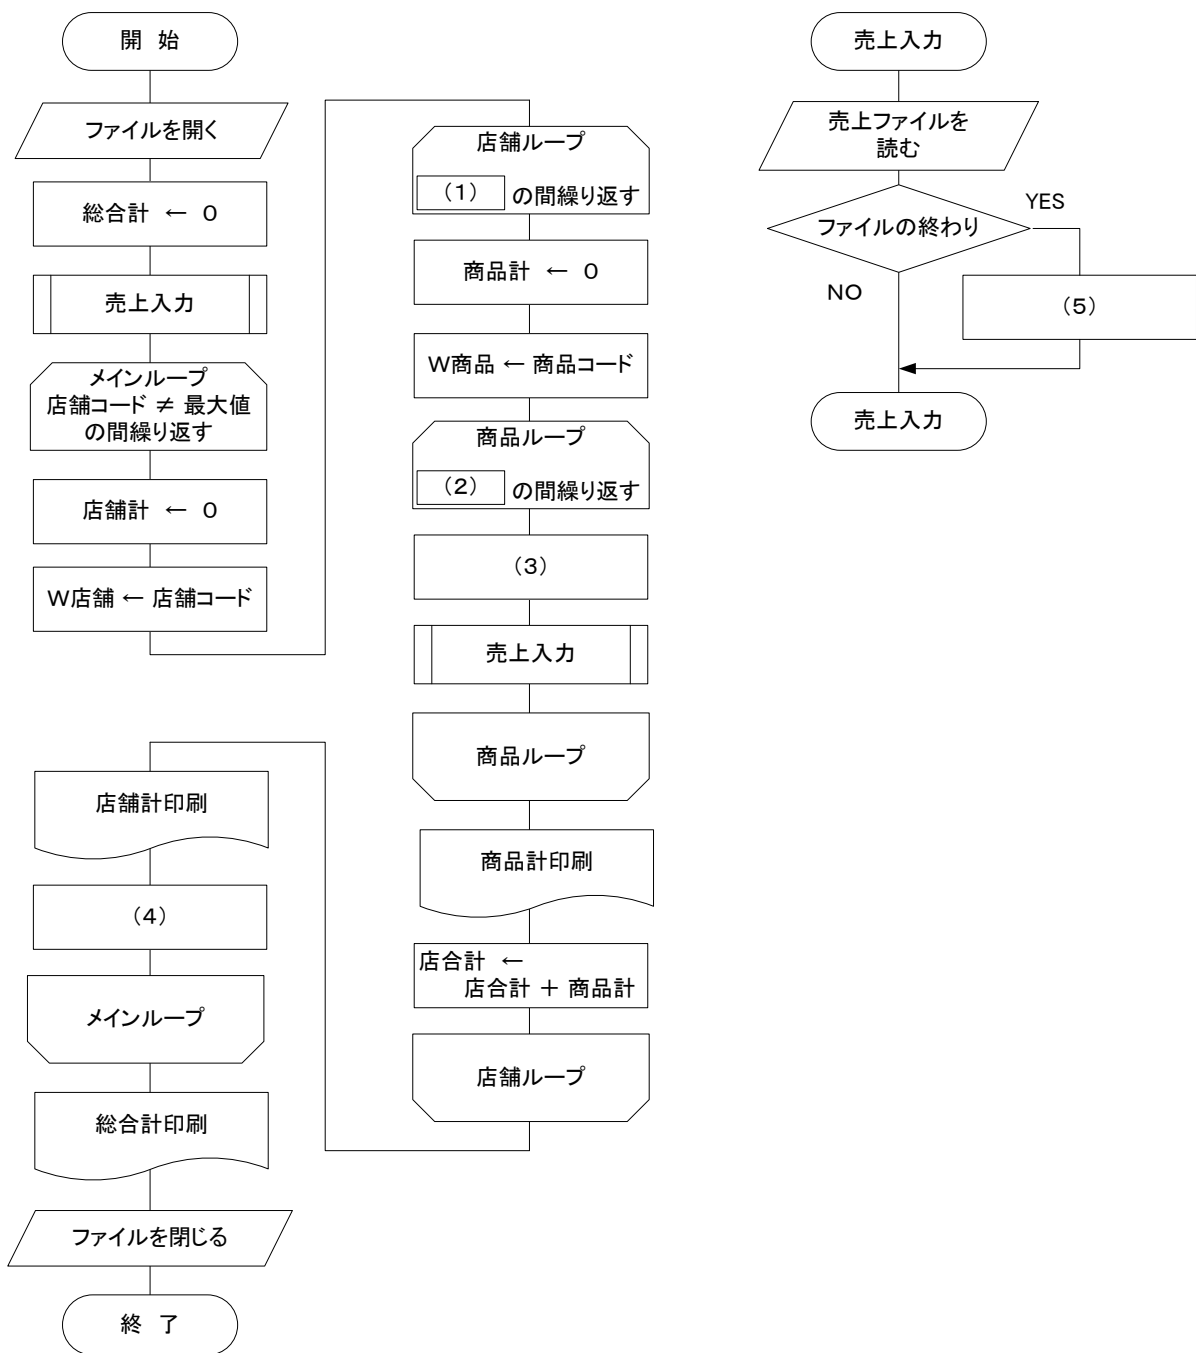 開 始
ファイルを開く
総合計 ← 0
売上入力
メインループ
店舗コード ≠ 最大値
の間繰り返す
店舗計 ← 0
W店舗 ← 店舗コード
店舗ループ
(1) の間繰り返す
商品計 ← 0
W商品 ← 商品コード
商品ループ
(2) の間繰り返す
(3)
売上入力
商品ループ
商品計印刷
店合計 ←
店合計 + 商品計
店舗ループ
店舗計印刷
(4)
メインループ
総合計印刷
ファイルを閉じる
終 了
売上入力
売上ファイルを
読む
ファイルの終わり
YES
NO
(5)
売上入力